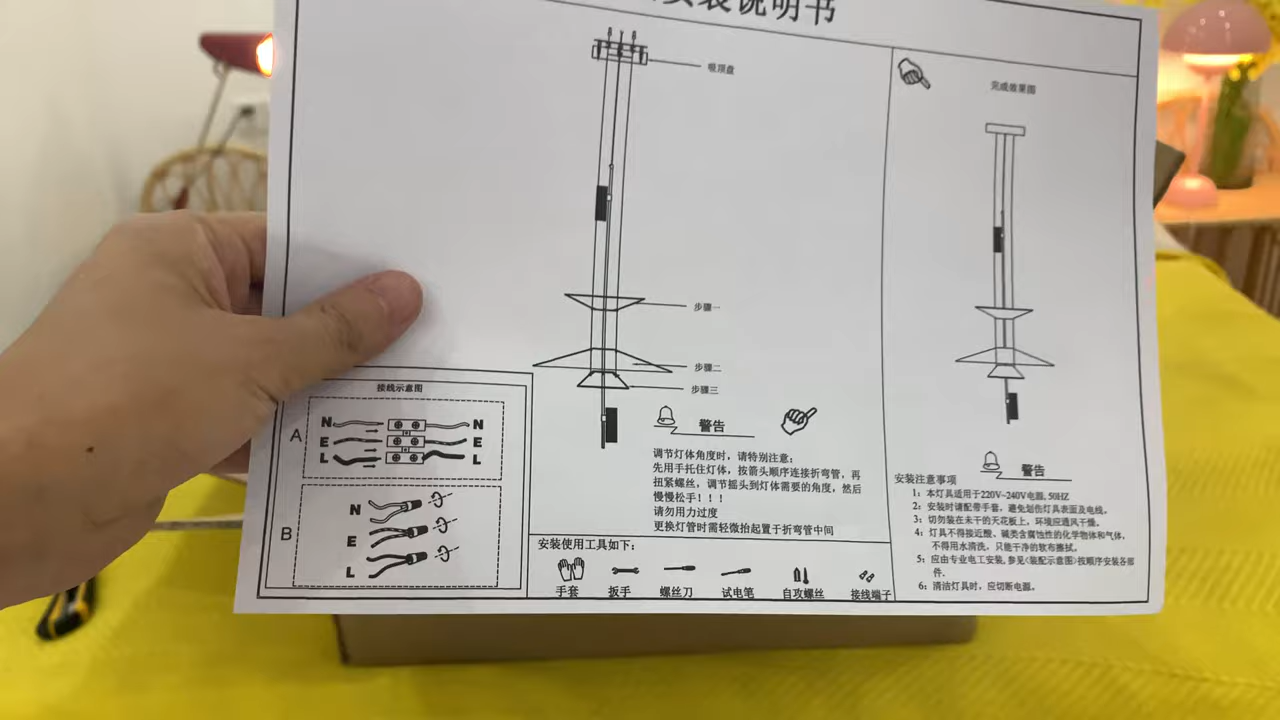 安装说明书
吸顶盘
步骤一
步骤二
步骤三
完成效果图
接线示意图
A
N N
E E
L L
B
N
E
L
警告
调节灯体角度时，请特别注意：
先用手托住灯体，按箭头顺序连接折弯管，再
扭紧螺丝，调节摇头到灯体需要的角度，然后
慢慢松手！！！
请勿用力过度
更换灯管时需轻微抬起置于折弯管中间
安装使用工具如下：
手套 扳手 螺丝刀 试电笔 自攻螺丝 接线端子
警告
安装注意事项
1：本灯具适用于220V~240V电源, 50HZ
2：安装时请配带手套，避免划伤灯具表面及电线。
3：切勿装在未干的天花板上，环境应通风干燥。
4：灯具不得接近酸、碱类含腐蚀性的化学物体和气体，
不得用水清洗，只能干净的软布擦拭。
5：应由专业电工安装,参见<装配示意图>按顺序安装各部
件.
6：清洁灯具时，应切断电源。